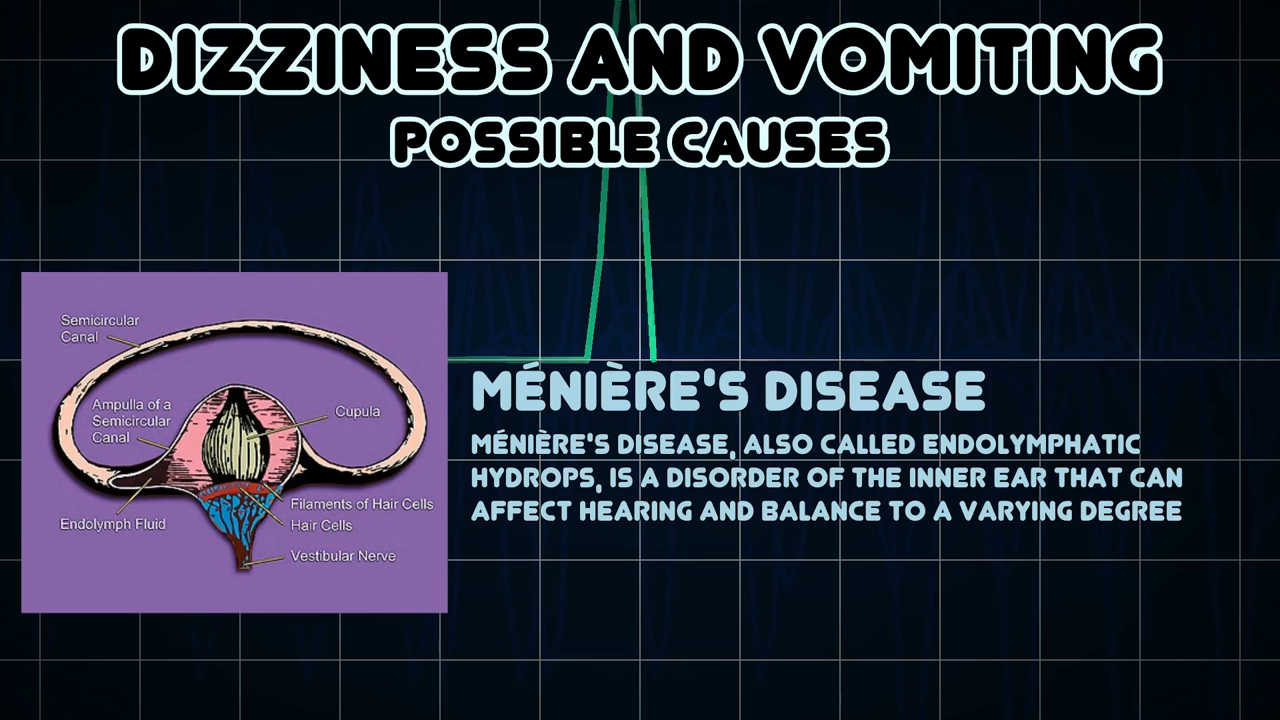 DIZZINESS AND VOMITING
POSSIBLE CAUSES
Semicircular
Canal
Ampulla of a
Semicircular
Canal
Cupula
Filaments of Hair Cells
Endolymph Fluid
Hair Cells
Vestibular Nerve
MÉNIÈRE'S DISEASE
MÉNIÈRE'S DISEASE, ALSO CALLED ENDOLYMPHATIC
HYDROPS, IS A DISORDER OF THE INNER EAR THAT CAN
AFFECT HEARING AND BALANCE TO A VARYING DEGREE